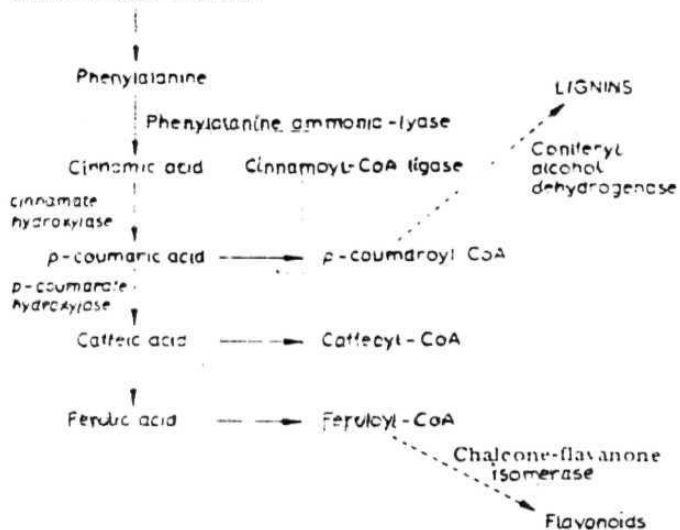 Phenylalanine
LIGNINS
Phenylalanine ammonic-lyase
Cinnamic acid
Cinnamoyl-CoA ligase
Coniferyl
alcohol
dehydrogenase
cinnamate
hydroxylase
p-coumaric acid
p-coumaroyl CoA
p-coumarate
hydroxylase
Caffeic acid
Caffeoyl-CoA
Ferulic acid
Feruloyl-CoA
Chalcone-flavanone
isomerase
Flavonoids